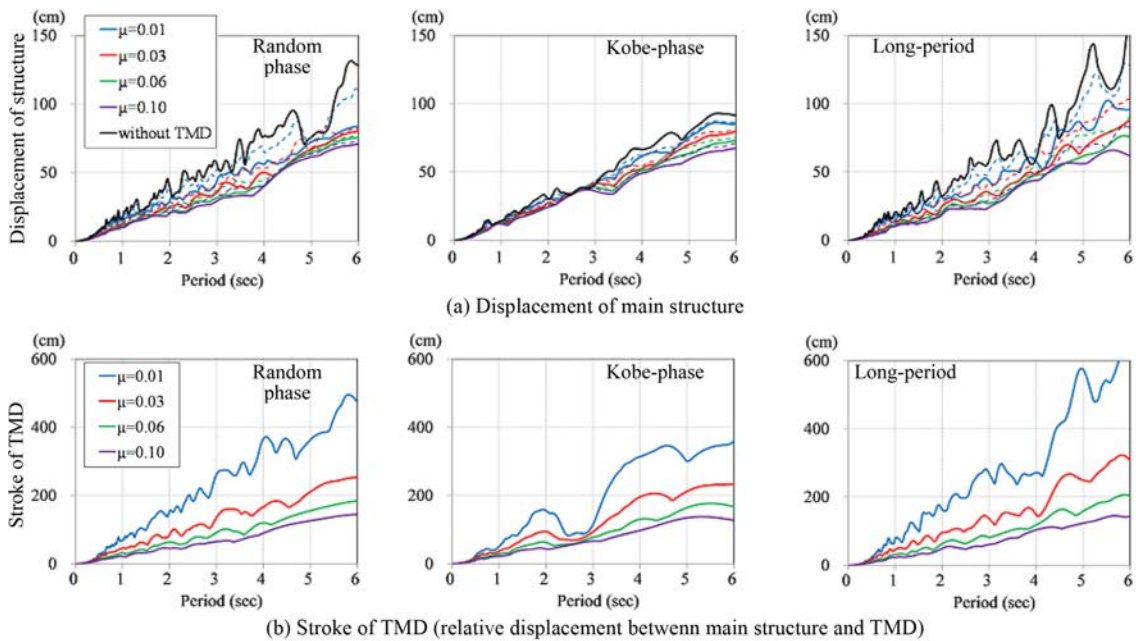 (cm)
150
100
50
0
Displacement of structure
μ=0.01
μ=0.03
μ=0.06
μ=0.10
without TMD
Random
phase
0 1 2 3 4 5 6
Period (sec)
(cm)
150
100
50
0
Kobe-phase
0 1 2 3 4 5 6
Period (sec)
(cm)
150
100
50
0
Long-period
0 1 2 3 4 5 6
Period (sec)
(a) Displacement of main structure
(cm)
600
400
200
0
Stroke of TMD
μ=0.01
μ=0.03
μ=0.06
μ=0.10
Random
phase
0 1 2 3 4 5 6
Period (sec)
(cm)
600
400
200
0
Kobe-phase
0 1 2 3 4 5 6
Period (sec)
(cm)
600
400
200
0
Long-period
0 1 2 3 4 5 6
Period (sec)
(b) Stroke of TMD (relative displacement betwenn main structure and TMD)